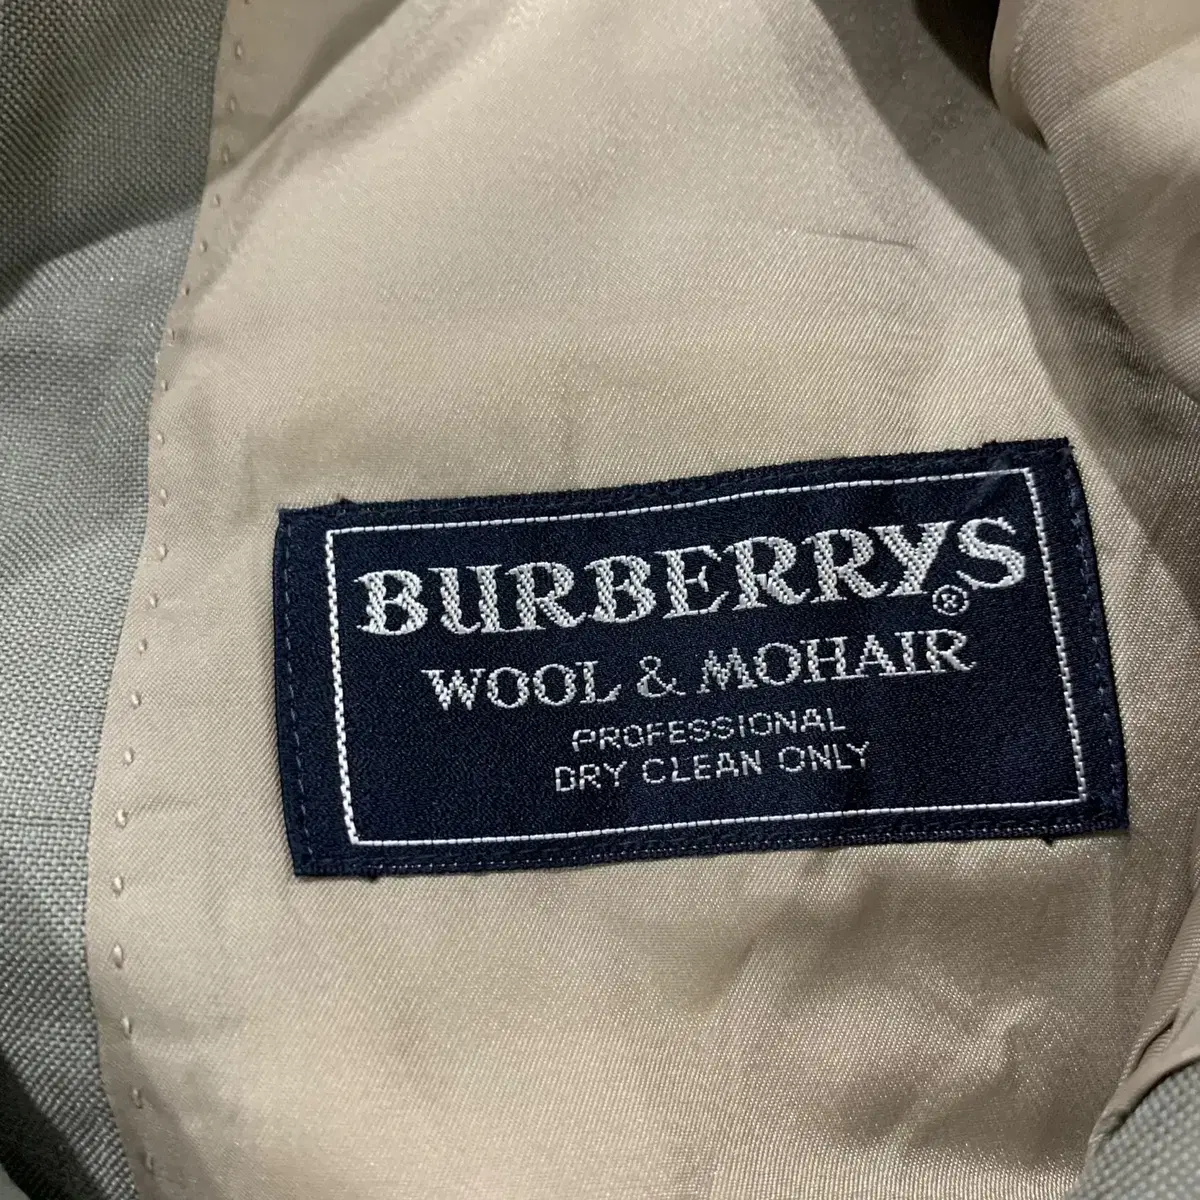 BURBERRYS
®
WOOL & MOHAIR
PROFESSIONAL
DRY CLEAN ONLY